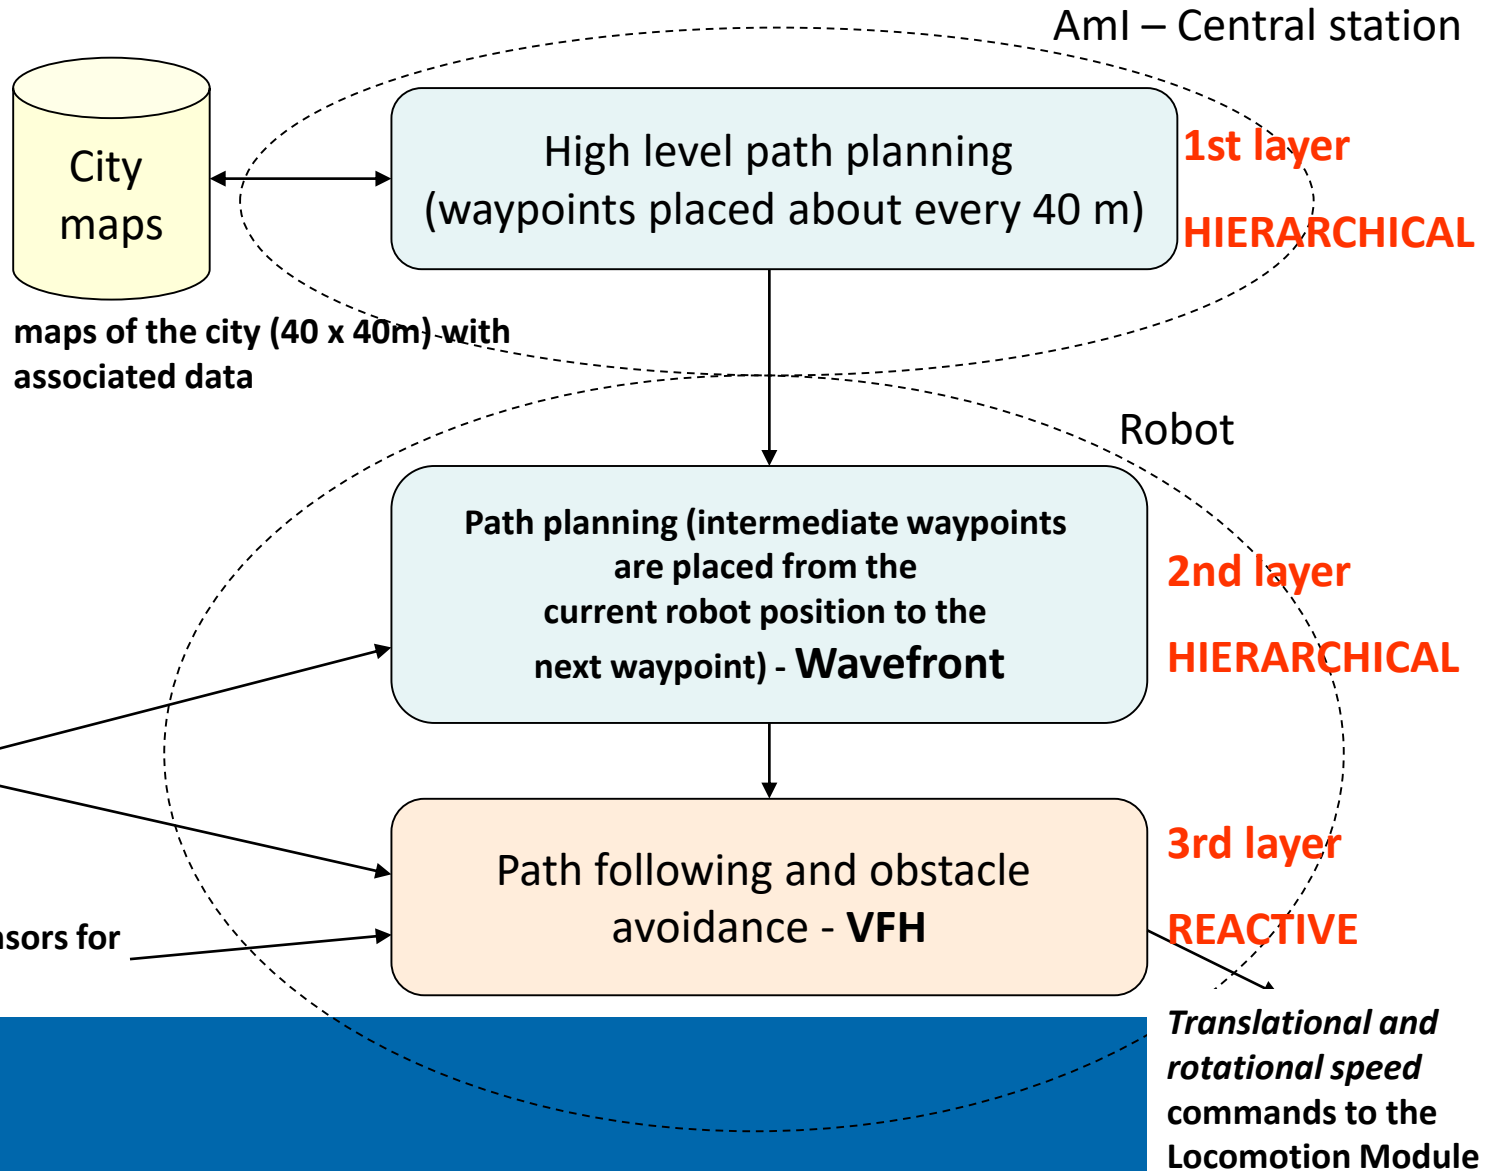 AmI – Central station
City
maps
High level path planning
(waypoints placed about every 40 m)
1st layer
HIERARCHICAL
maps of the city (40 x 40m) with
associated data
Robot
Path planning (intermediate waypoints
are placed from the
current robot position to the
next waypoint) - Wavefront
2nd layer
HIERARCHICAL
Path following and obstacle
avoidance - VFH
3rd layer
REACTIVE
for
Translational and
rotational speed
commands to the
Locomotion Module